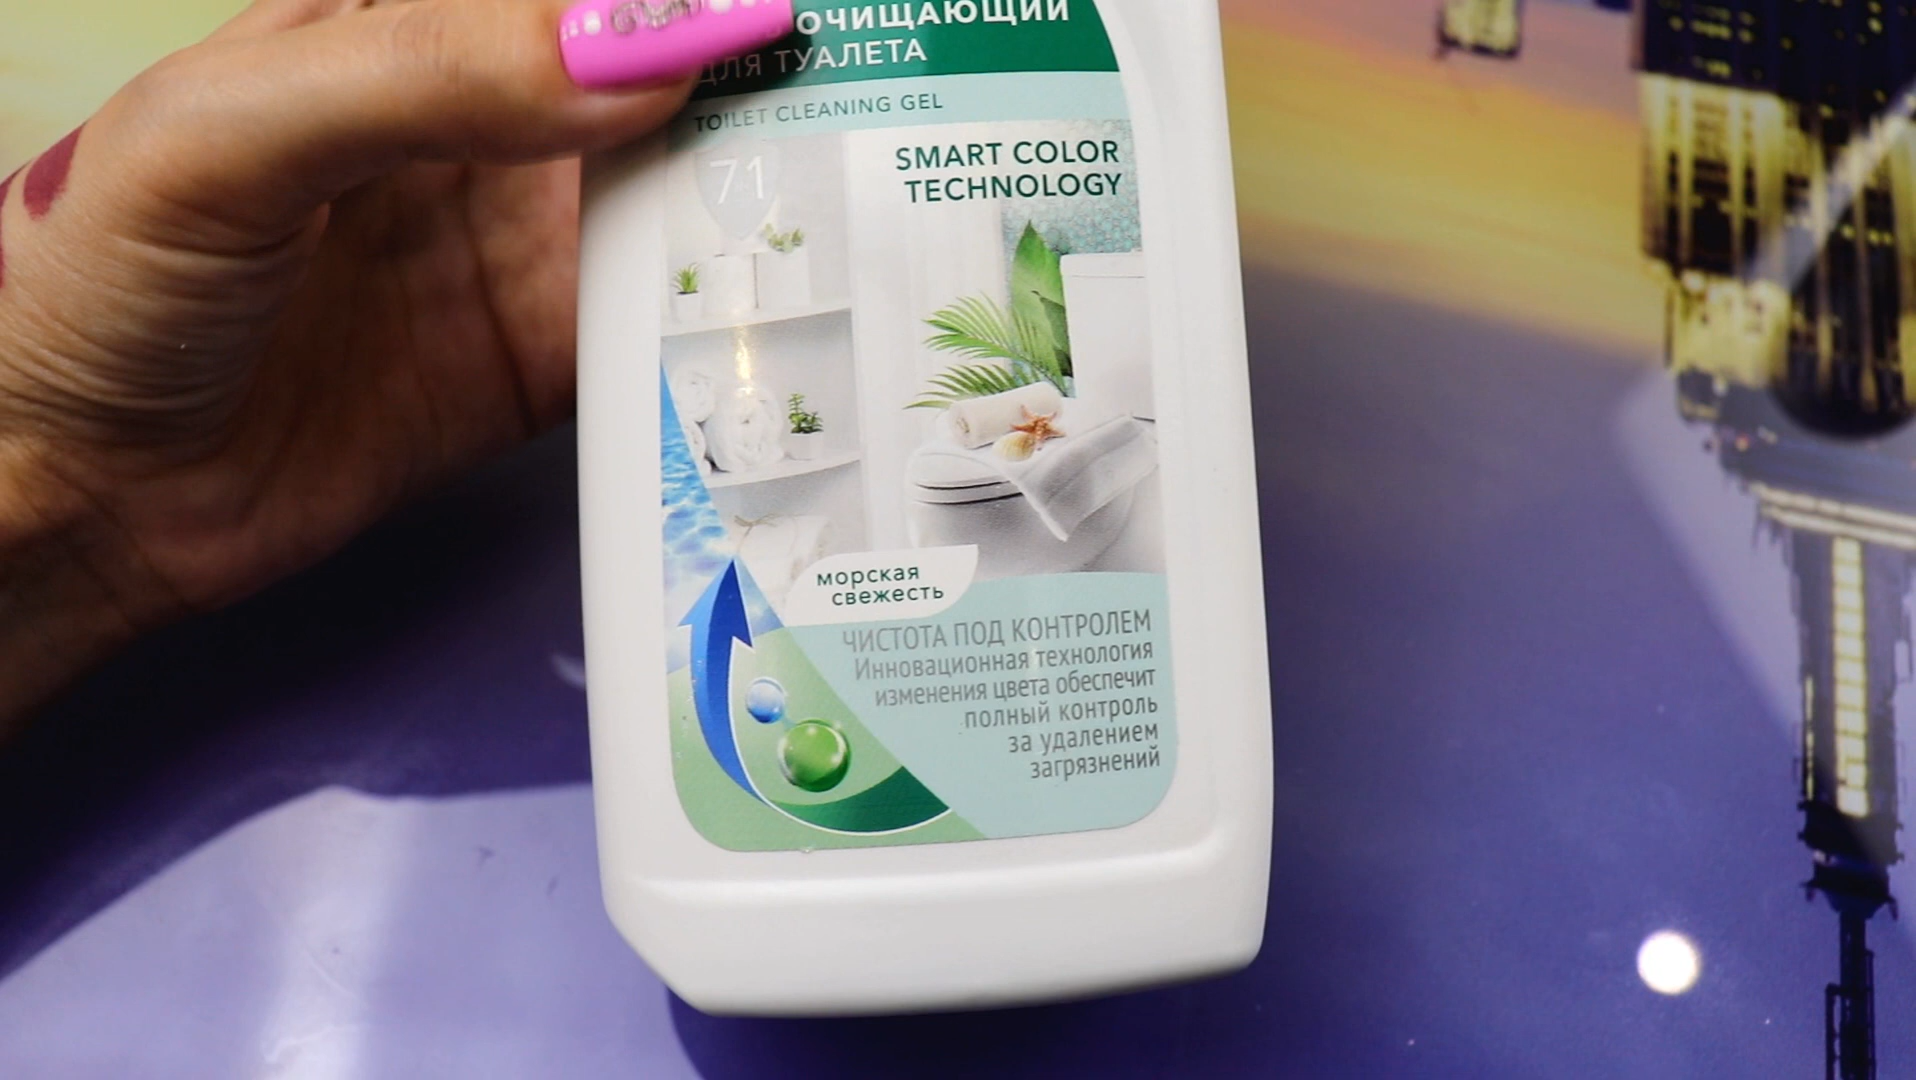 ОЧИЩАЮЩИЙ
ДЛЯ ТУАЛЕТА
TOILET CLEANING GEL
7в1
SMART COLOR
TECHNOLOGY
морская
свежесть
ЧИСТОТА ПОД КОНТРОЛЕМ
Инновационная технология
изменения цвета обеспечит
полный контроль
за удалением
загрязнений